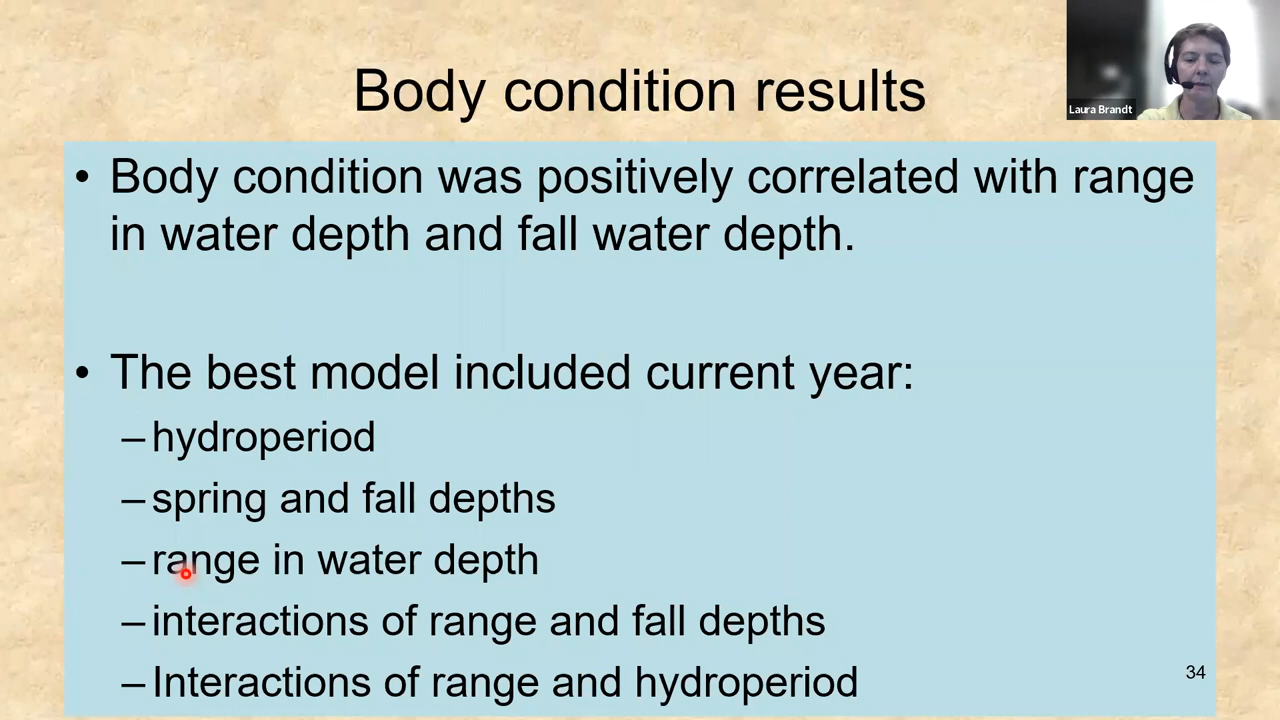 Body condition results
Laura Brandt
• Body condition was positively correlated with range
in water depth and fall water depth.
• The best model included current year:
– hydroperiod
– spring and fall depths
– range in water depth
– interactions of range and fall depths
– Interactions of range and hydroperiod
34